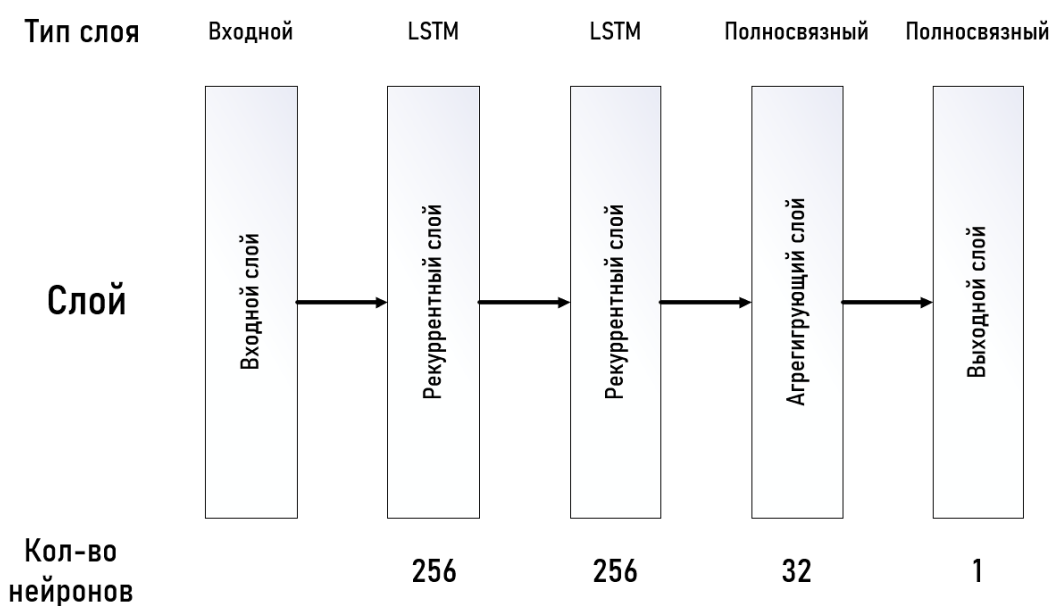 Тип слоя
Входной
LSTM
LSTM
Полносвязный
Полносвязный
Слой
Входной слой
Рекуррентный слой
Рекуррентный слой
Агрегигрующий слой
Выходной слой
Кол-во
нейронов
256
256
32
1